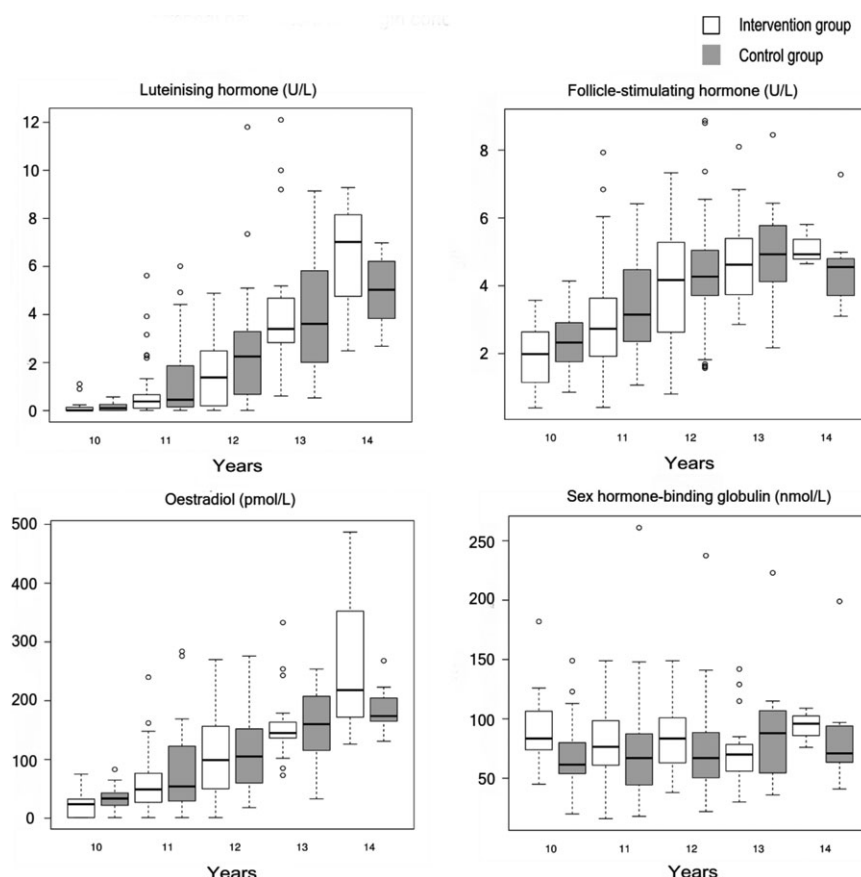 Intervention group
Control group
Luteinising hormone (U/L)
12
10
8
6
4
2
0
10 11 12 13 14
Years
Follicle-stimulating hormone (U/L)
8
6
4
2
10 11 12 13 14
Years
Oestradiol (pmol/L)
500
400
300
200
100
0
10 11 12 13 14
Years
Sex hormone-binding globulin (nmol/L)
250
200
150
100
50
10 11 12 13 14
Years